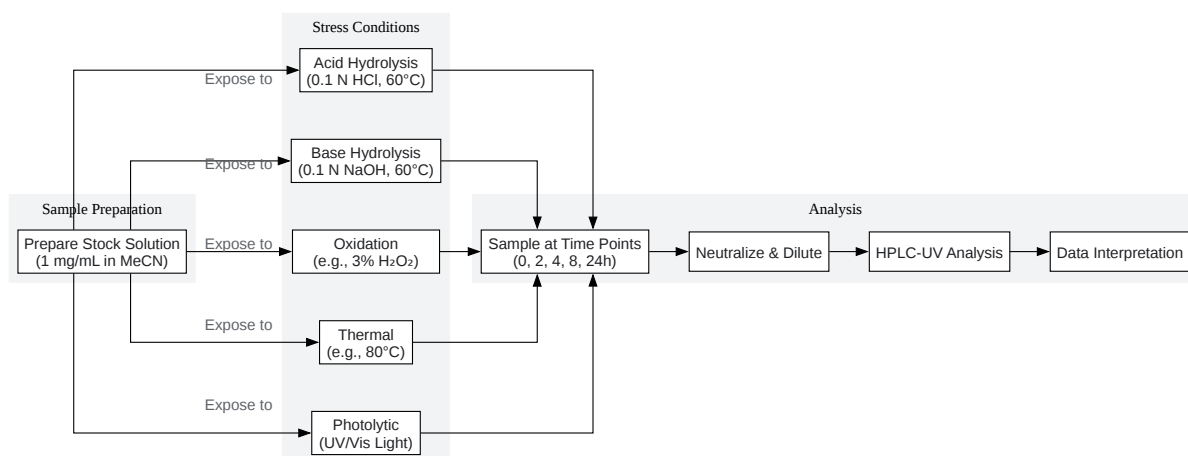 Stress Conditions
Acid Hydrolysis
(0.1 N HCl, 60°C)
Expose to
Base Hydrolysis
(0.1 N NaOH, 60°C)
Expose to
Sample Preparation
Analysis
Prepare Stock Solution
(1 mg/mL in MeCN)
Expose to
Oxidation
(e.g., 3% H₂O₂)
Sample at Time Points
(0, 2, 4, 8, 24h)
Neutralize & Dilute
HPLC-UV Analysis
Data Interpretation
Expose to
Thermal
(e.g., 80°C)
Expose to
Photolytic
(UV/Vis Light)